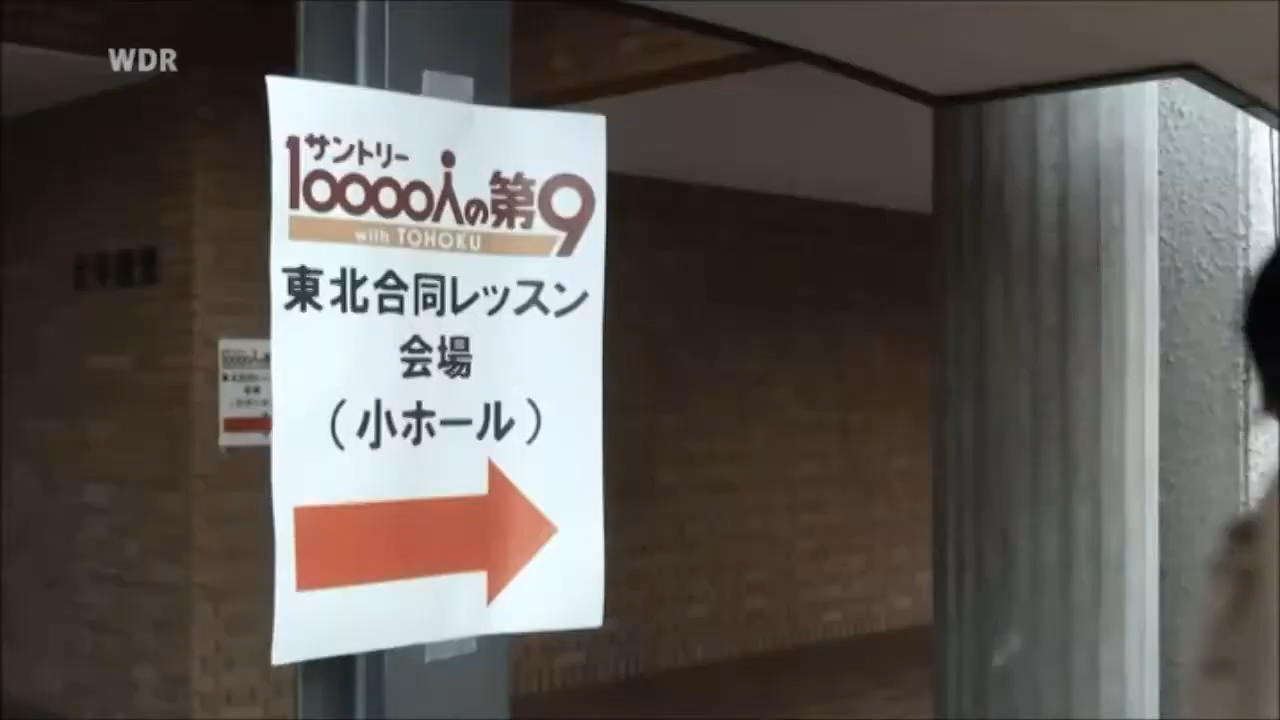 WDR
サントリー
10000人の第9
with TOHOKU
東北合同レッスン
会場
（小ホール）